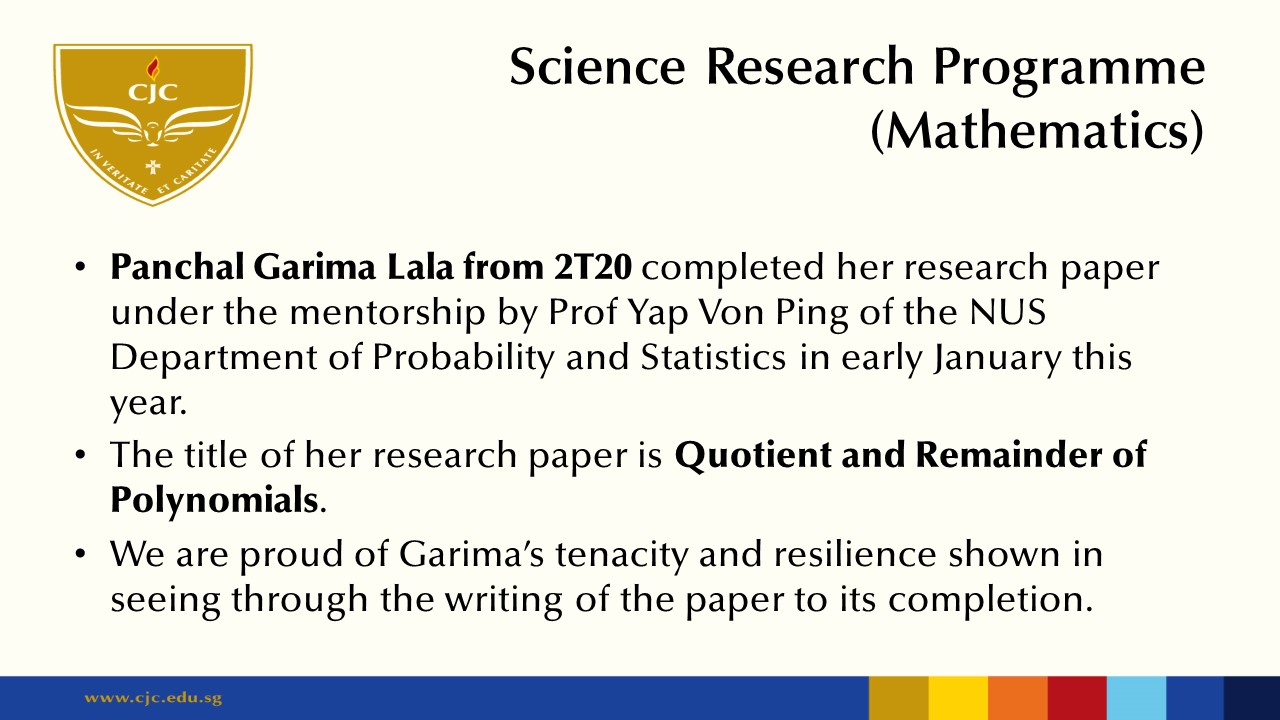 CJC
IN VERITATE ET CARITATE
Science Research Programme
(Mathematics)
• Panchal Garima Lala from 2T20 completed her research paper
under the mentorship by Prof Yap Von Ping of the NUS
Department of Probability and Statistics in early January this
year.
• The title of her research paper is Quotient and Remainder of
Polynomials.
• We are proud of Garima’s tenacity and resilience shown in
seeing through the writing of the paper to its completion.
www.cjc.edu.sg